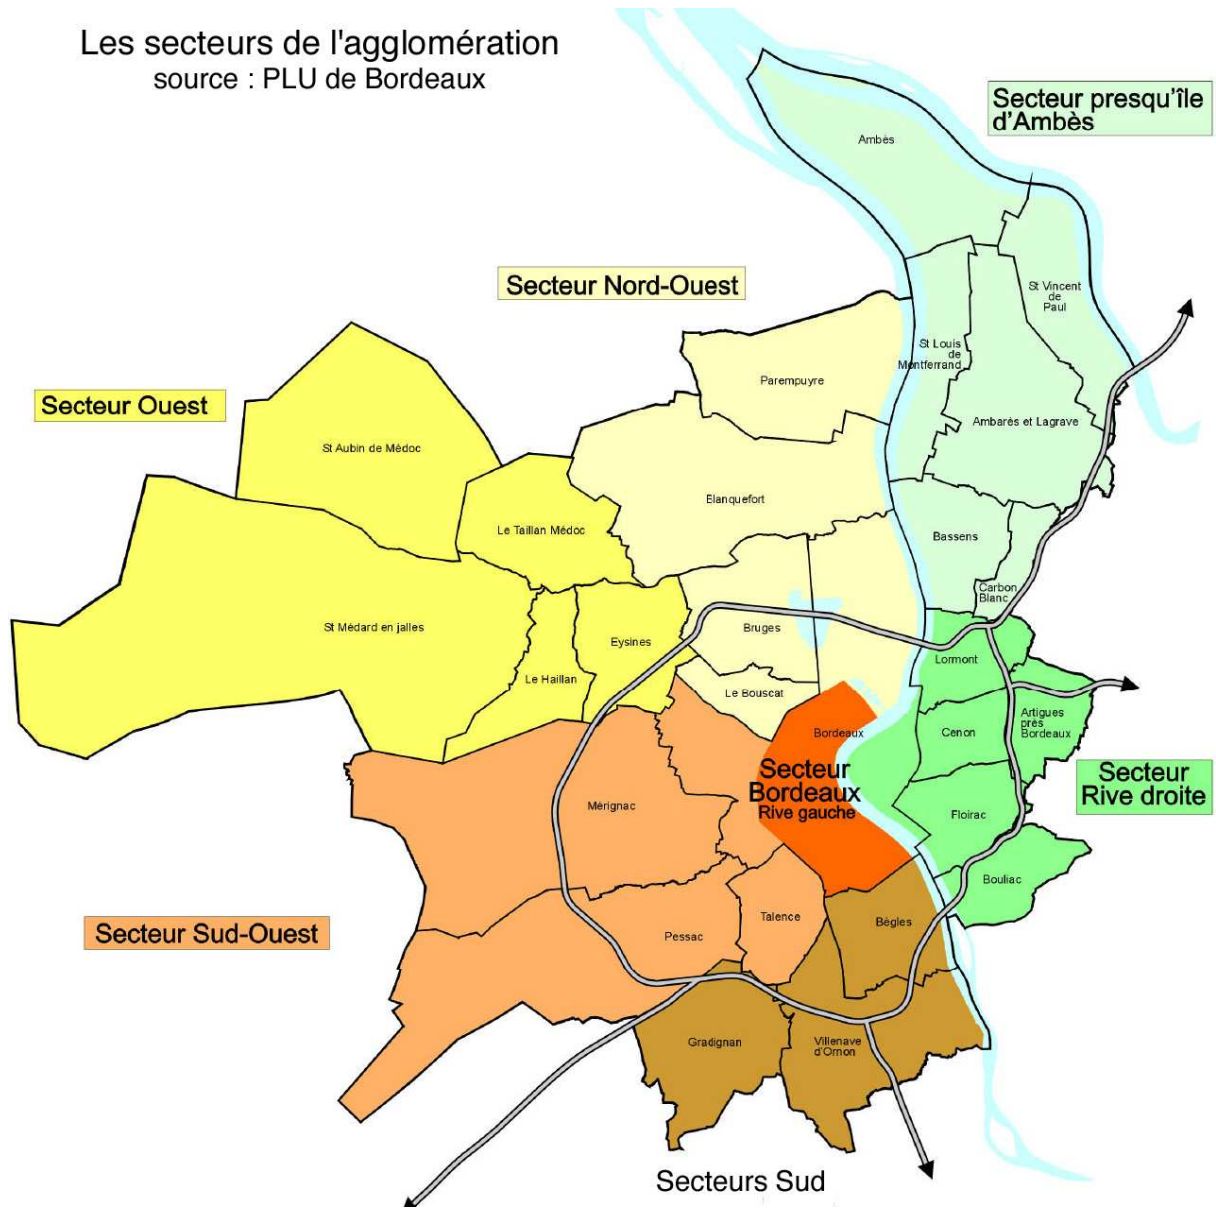 Les secteurs de l'agglomération
source : PLU de Bordeaux
Secteur presqu'île
d'Ambès
Ambès
Secteur Nord-Ouest
St Vincent
de
Paul
St Louis
de
Montferrand
Parempuyre
Secteur Ouest
Ambarès et Lagrave
St Aubin de Médoc
Blanquefort
Le Taillan Médoc
Bassens
Carbon
Blanc
St Médard en jalles
Bruges
Eysines
Lormont
Le Haillan
Le Bouscat
Artigues
près
Bordeaux
Bordeaux
Cenon
Secteur
Bordeaux
Rive gauche
Secteur
Rive droite
Mérignac
Floirac
Bouliac
Secteur Sud-Ouest
Talence
Bègles
Pessac
Gradignan
Villenave
d'Ornon
Secteurs Sud